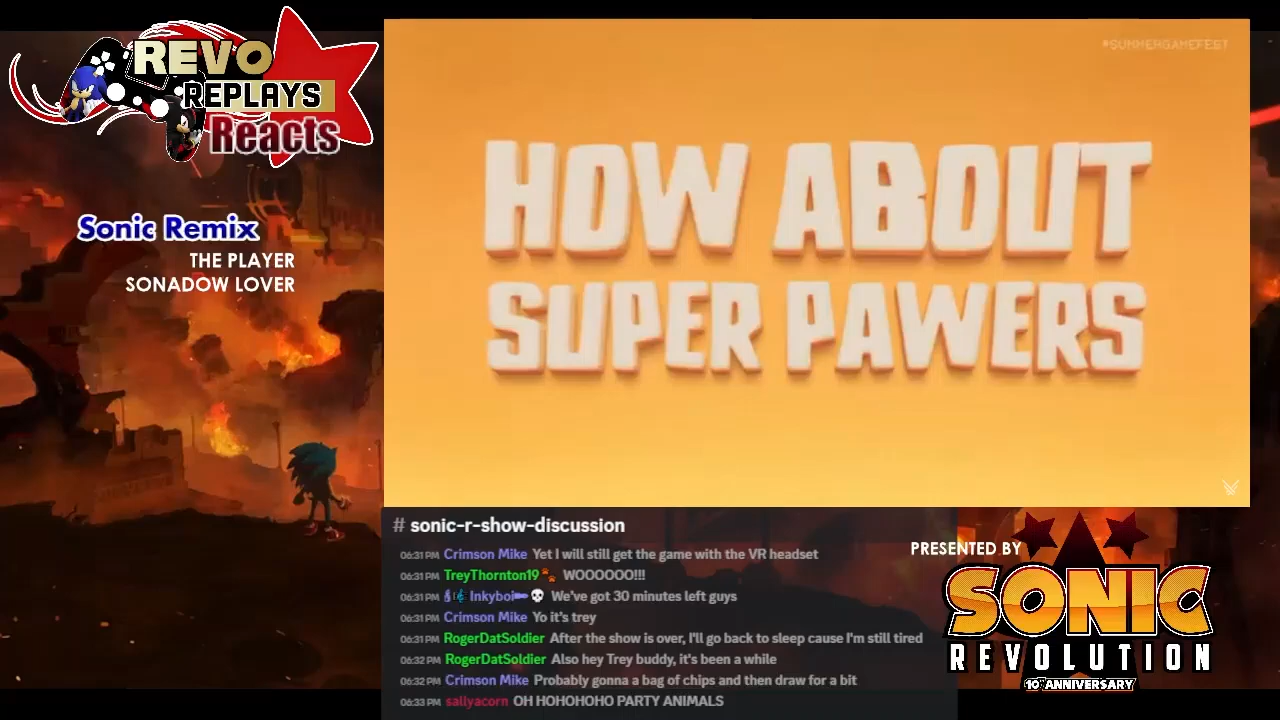 REVO
REPLAYS
Reacts
Sonic Remix
THE PLAYER
SONADOW LOVER
#SUMMERGAMEFEST
HOW ABOUT
SUPER PAWERS
# sonic-r-show-discussion
06:31 PM Crimson Mike Yet I will still get the game with the VR headset
06:31 PM TreyThornton19🐾 WOOOOOO!!!
06:31 PM Inkyboi 💀 We've got 30 minutes left guys
06:31 PM Crimson Mike Yo it's trey
06:31 PM RogerDatSoldier After the show is over, I'll go back to sleep cause I'm still tired
06:32 PM RogerDatSoldier Also hey Trey buddy, it's been a while
06:32 PM Crimson Mike Probably gonna a bag of chips and then draw for a bit
06:33 PM sallyacorn OH HOHOHOHO PARTY ANIMALS
PRESENTED BY
SONIC
REVOLUTION
10TH ANNIVERSARY